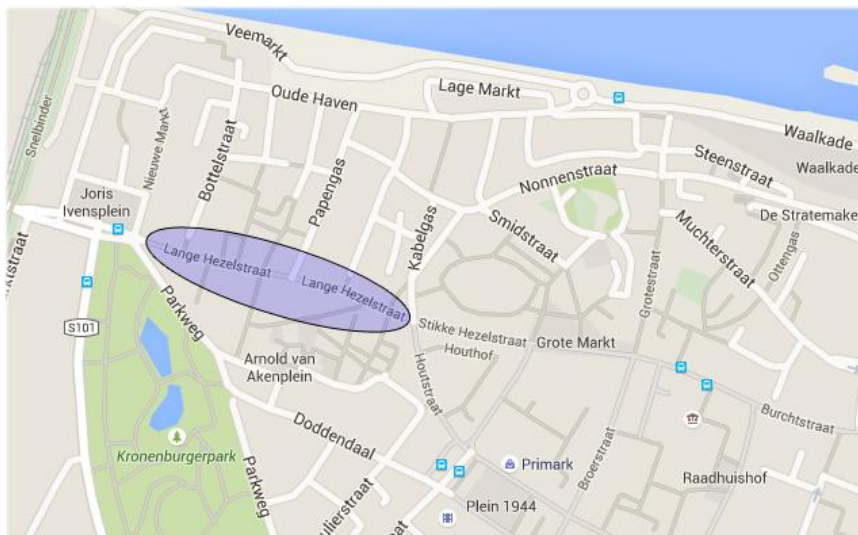 Veemarkt
Lage Markt
Oude Haven
Waalkade
Snelbinder
Nieuwe Markt
Bottelstraat
Steenstraat
Waalkade
Nonnenstraat
Joris
Ivensplein
Papengas
Kabelgas
Smidstraat
De Stratemake
Muchterstraat
Ottengas
Lange Hezelstraat
Lange Hezelstraat
Grotestraat
Parkweg
S101
Stikke Hezelstraat
Grote Markt
Houthof
Arnold van
Akenplein
Houtstraat
Burchtstraat
Doddendaal
Broerstraat
Kronenburgerpark
Parkweg
Primark
Raadhuishof
Plein 1944